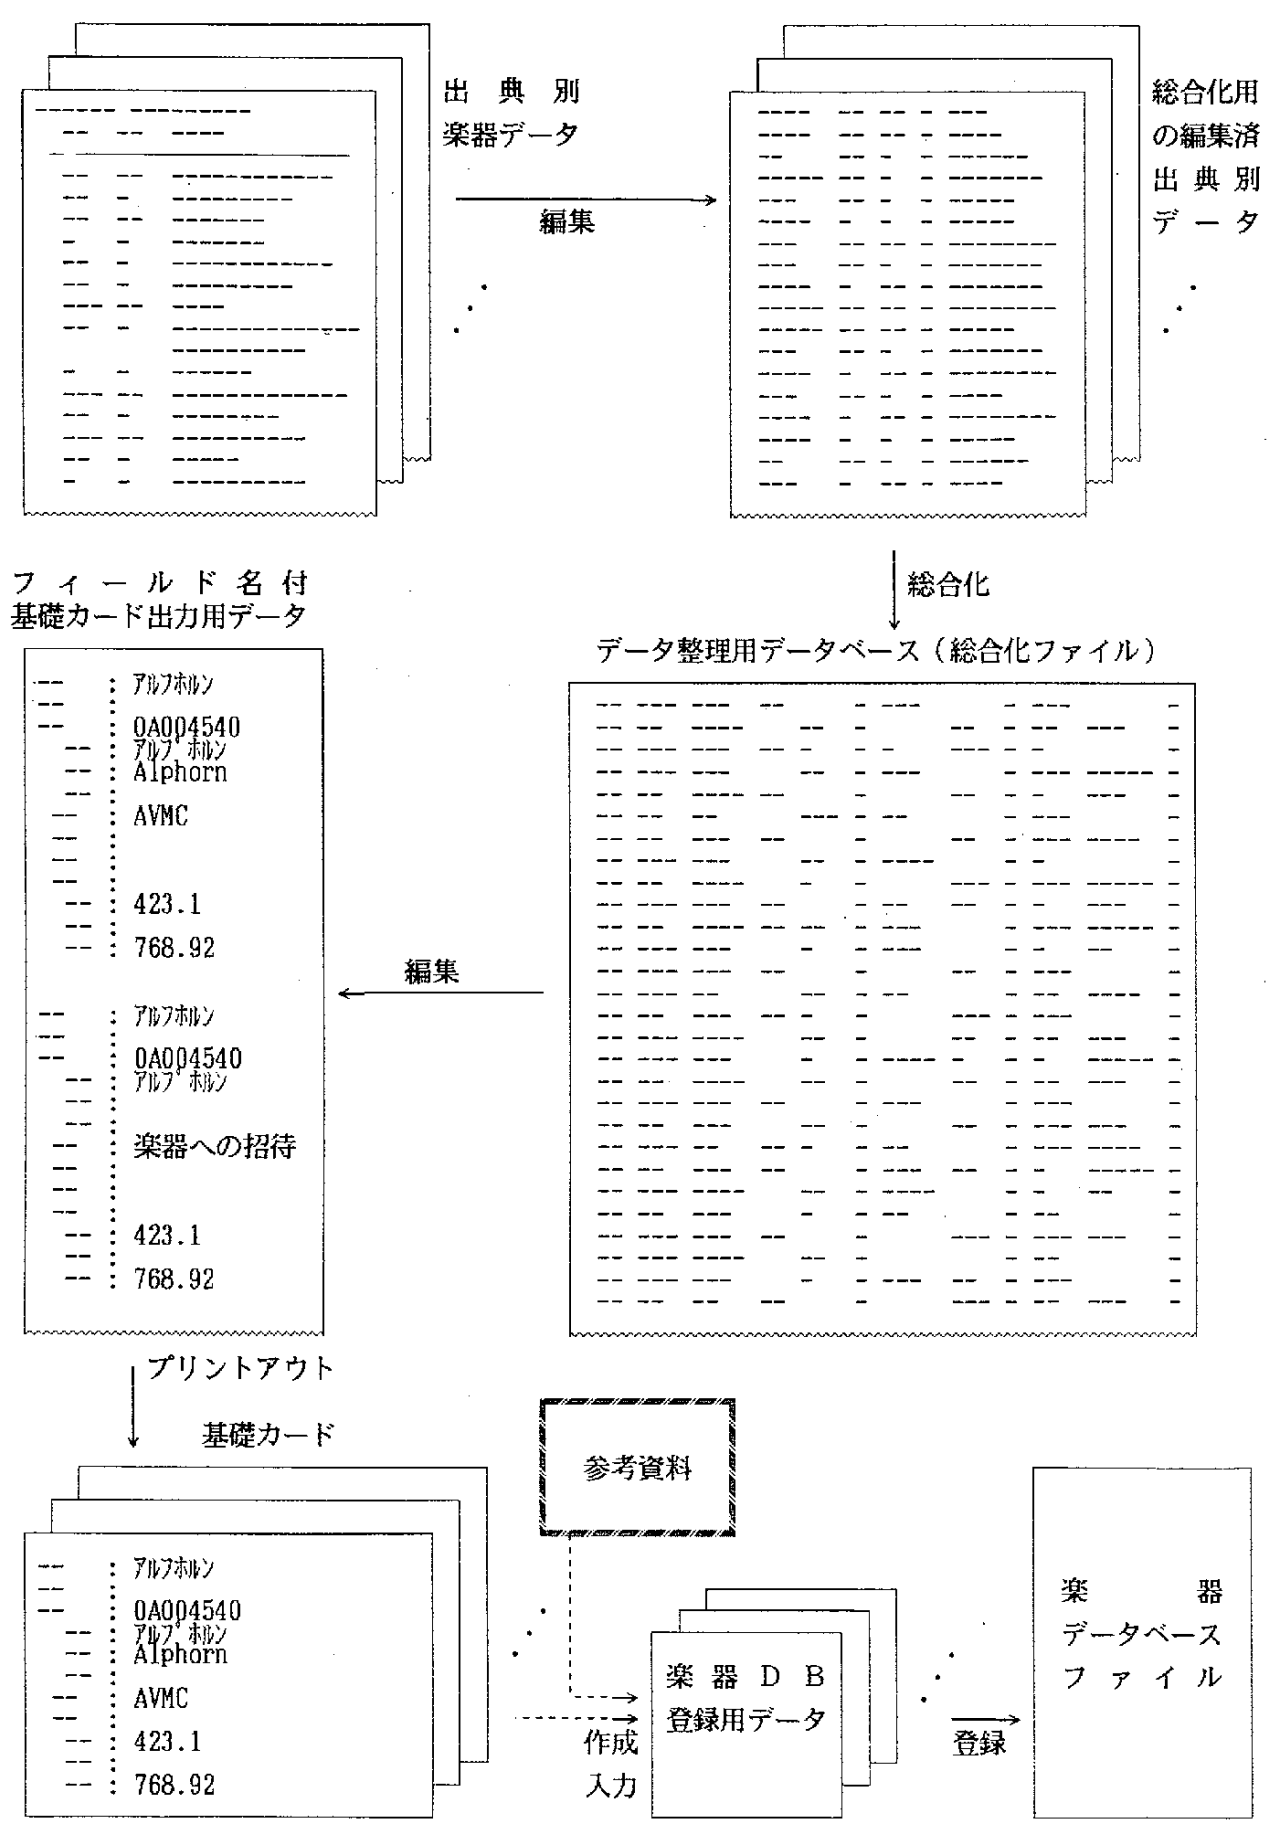 出典別
楽器データ
編集
総合化用
の編集済
出典別
データ
総合化
フィールド名付
基礎カード出力用データ
データ整理用データベース（総合化ファイル）
: ｱﾙﾌﾎﾙﾝ
: 0A004540
: ｱﾙﾌﾟﾎﾙﾝ
: Alphorn
: AVMC
: 423.1
: 768.92
編集
: ｱﾙﾌﾎﾙﾝ
: 0A004540
: ｱﾙﾌﾟﾎﾙﾝ
: 楽器への招待
: 423.1
: 768.92
プリントアウト
基礎カード
: ｱﾙﾌﾎﾙﾝ
: 0A004540
: ｱﾙﾌﾟﾎﾙﾝ
: Alphorn
: AVMC
: 423.1
: 768.92
参考資料
作成
入力
楽器ＤＢ
登録用データ
登録
楽器
データベース
ファイル